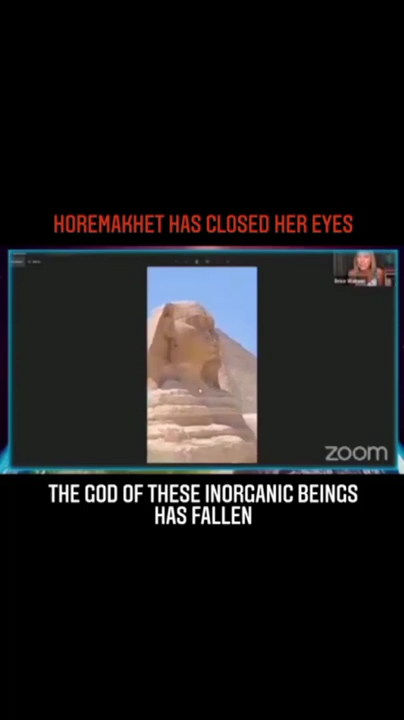 HOREMAKHET HAS CLOSED HER EYES
zoom
THE GOD OF THESE INORGANIC BEINGS
HAS FALLEN